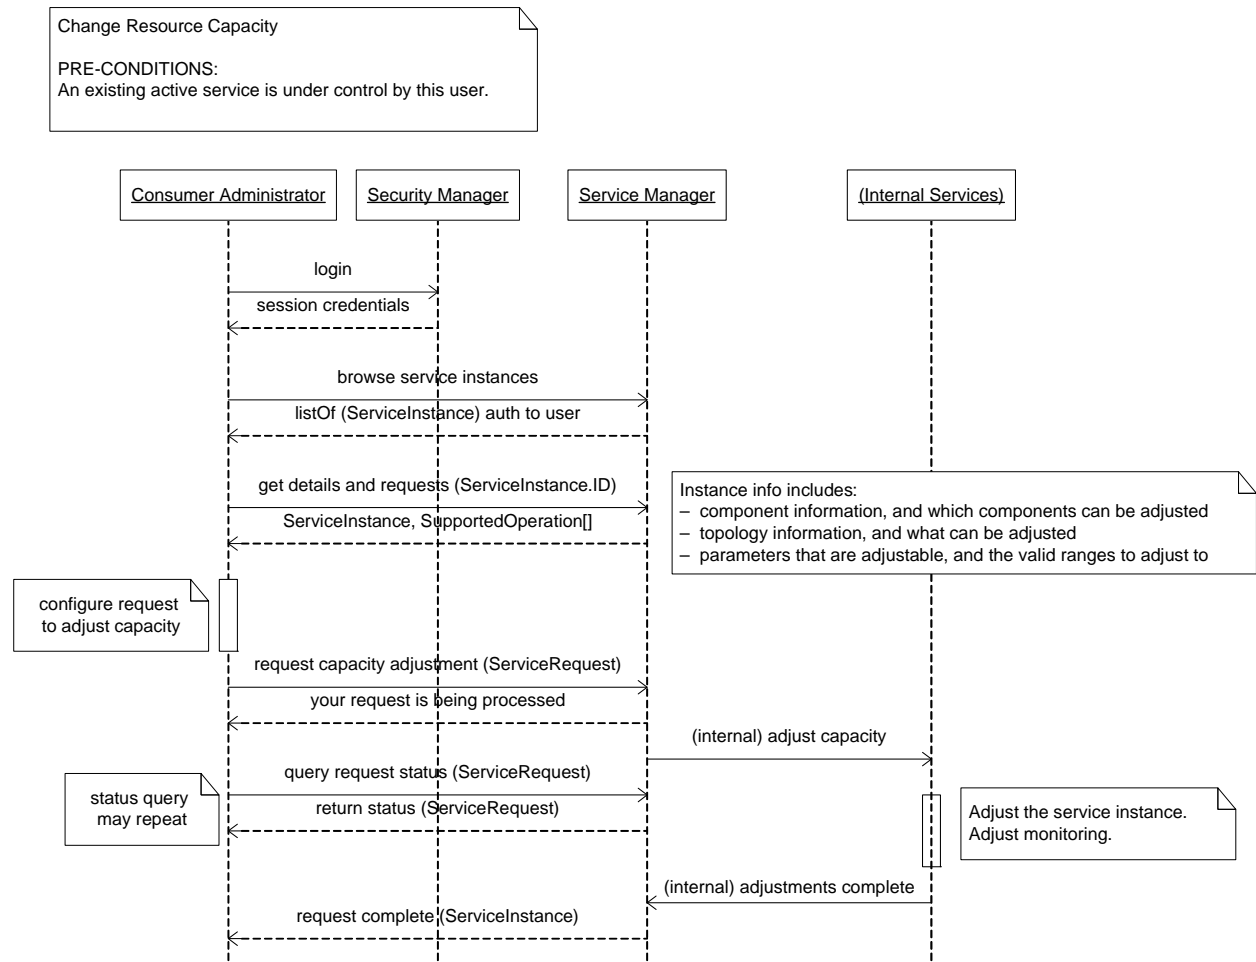 Change Resource Capacity
PRE-CONDITIONS:
An existing active service is under control by this user.
Consumer Administrator
Security Manager
Service Manager
(Internal Services)
login
session credentials
browse service instances
listOf (ServiceInstance) auth to user
get details and requests (ServiceInstance.ID)
ServiceInstance, SupportedOperation[]
Instance info includes:
– component information, and which components can be adjusted
– topology information, and what can be adjusted
– parameters that are adjustable, and the valid ranges to adjust to
configure request
to adjust capacity
request capacity adjustment (ServiceRequest)
your request is being processed
(internal) adjust capacity
query request status (ServiceRequest)
status query
may repeat
return status (ServiceRequest)
Adjust the service instance.
Adjust monitoring.
(internal) adjustments complete
request complete (ServiceInstance)